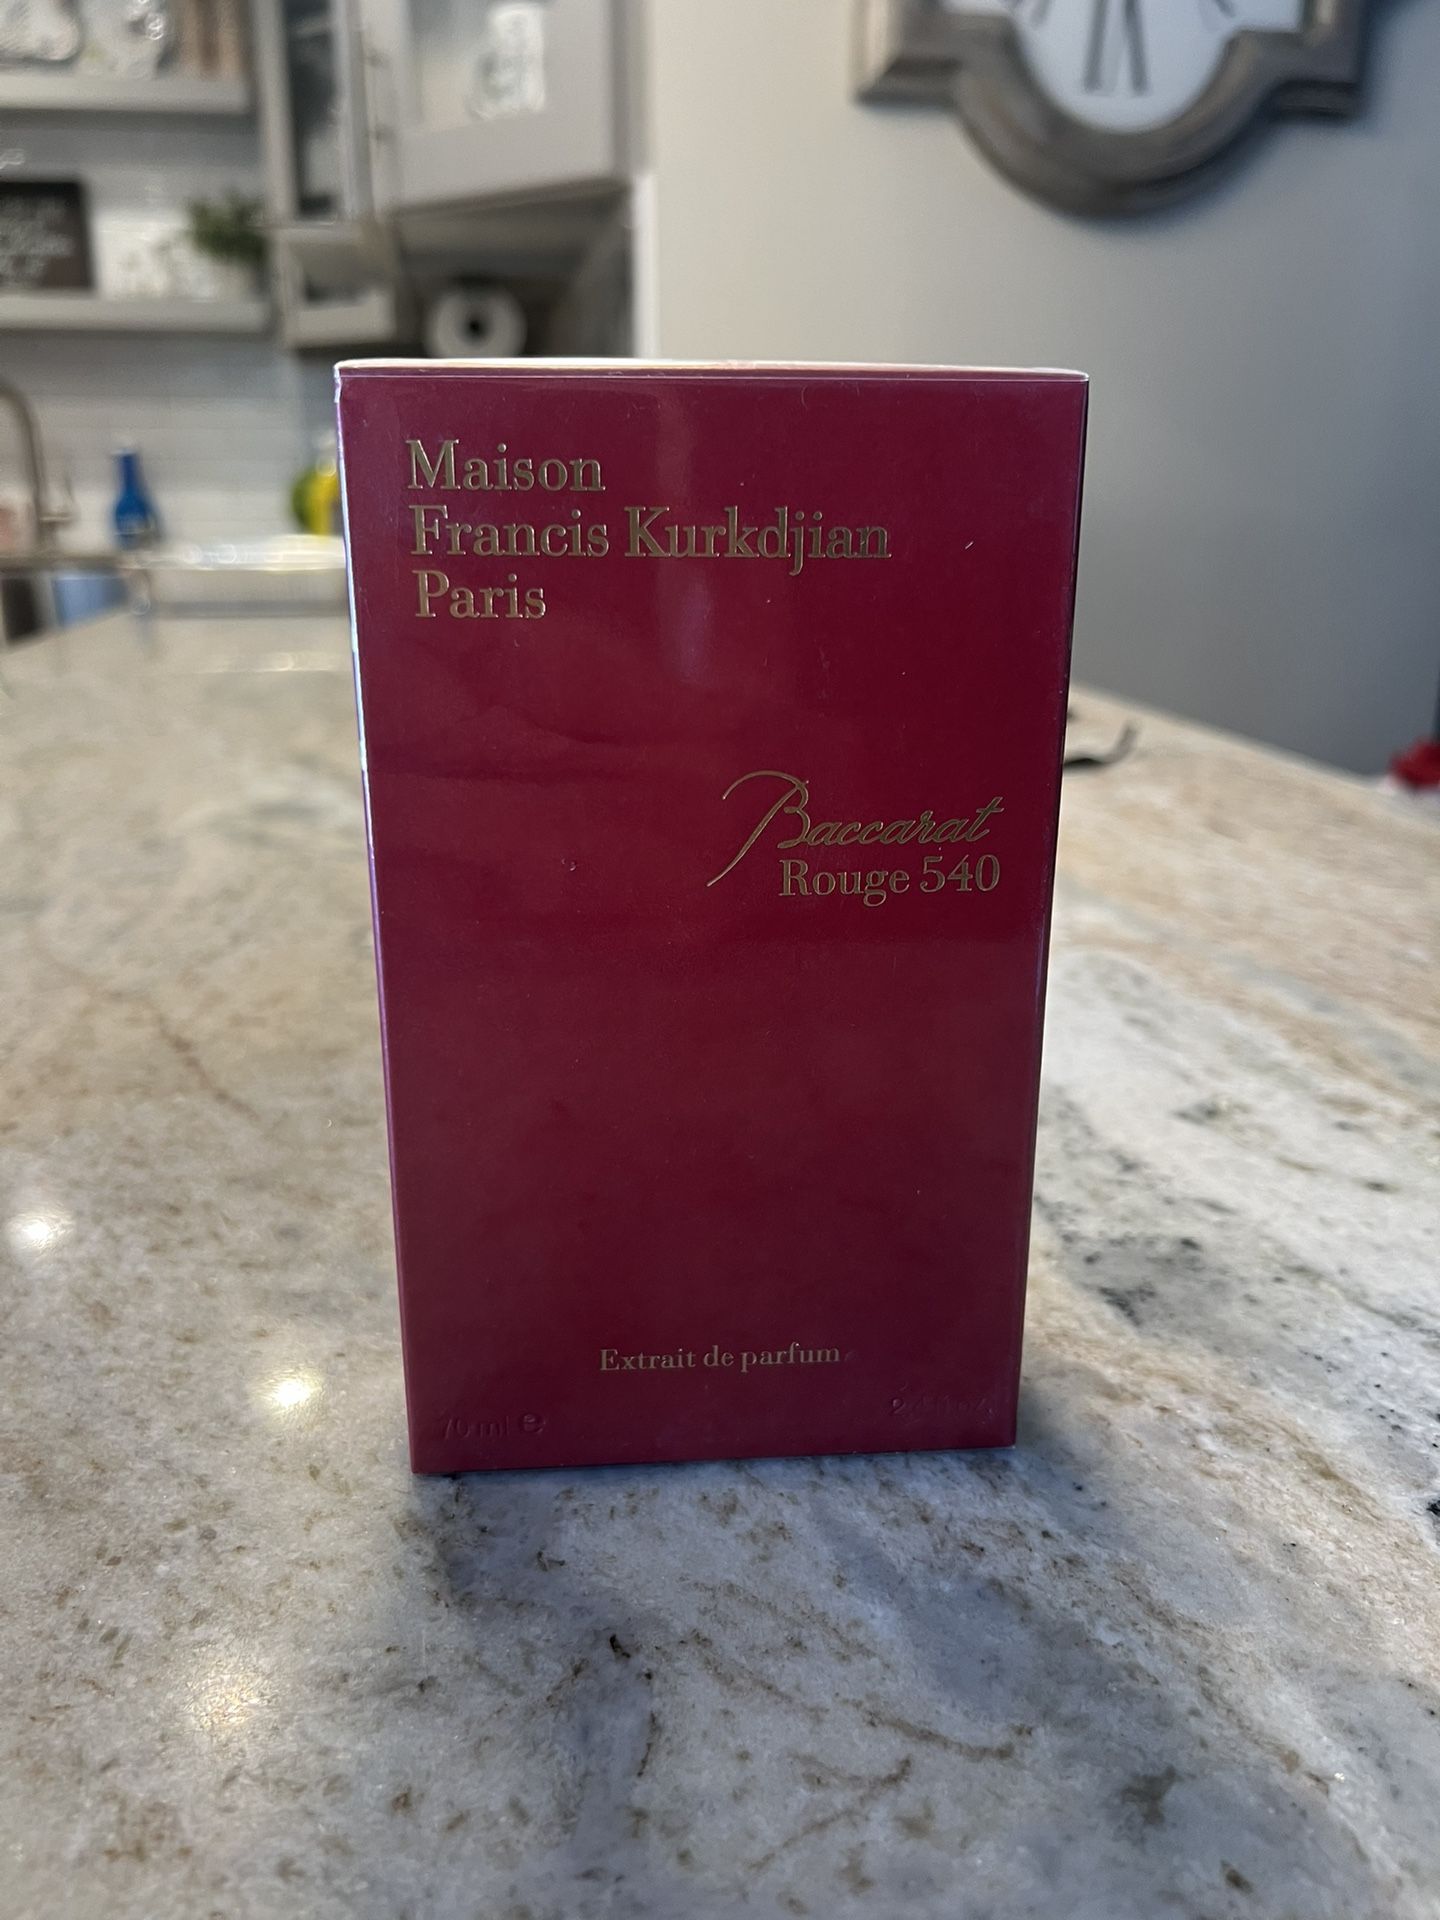 Maison
Francis Kurkdjian
Paris
Baccarat
Rouge 540
Extrait de parfum
70 ml e